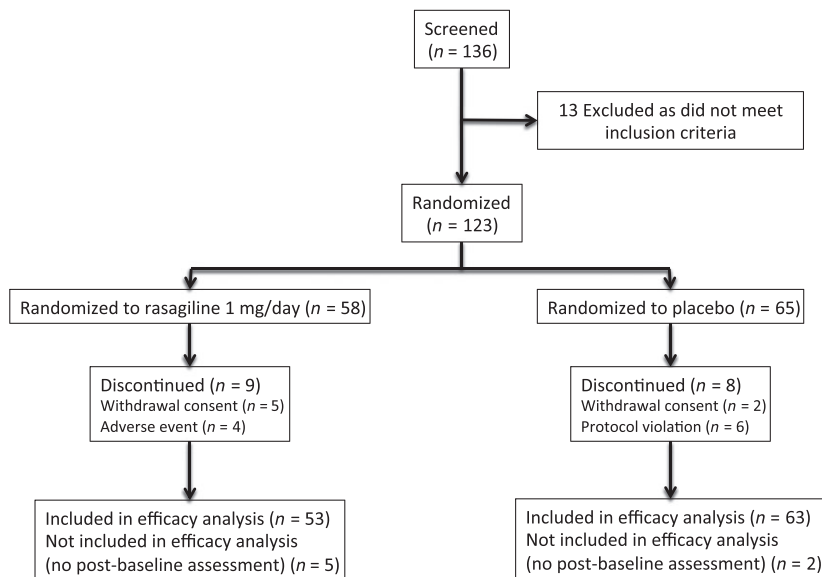 Screened
(n = 136)
13 Excluded as did not meet
inclusion criteria
Randomized
(n = 123)
Randomized to rasagiline 1 mg/day (n = 58)
Randomized to placebo (n = 65)
Discontinued (n = 9)
Withdrawal consent (n = 5)
Adverse event (n = 4)
Discontinued (n = 8)
Withdrawal consent (n = 2)
Protocol violation (n = 6)
Included in efficacy analysis (n = 53)
Not included in efficacy analysis
(no post-baseline assessment) (n = 5)
Included in efficacy analysis (n = 63)
Not included in efficacy analysis
(no post-baseline assessment) (n = 2)